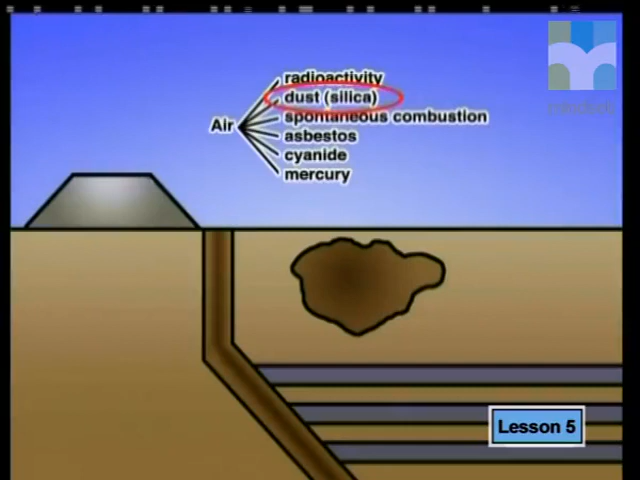 radioactivity
dust (silica)
spontaneous combustion
Air
asbestos
cyanide
mercury
Lesson 5